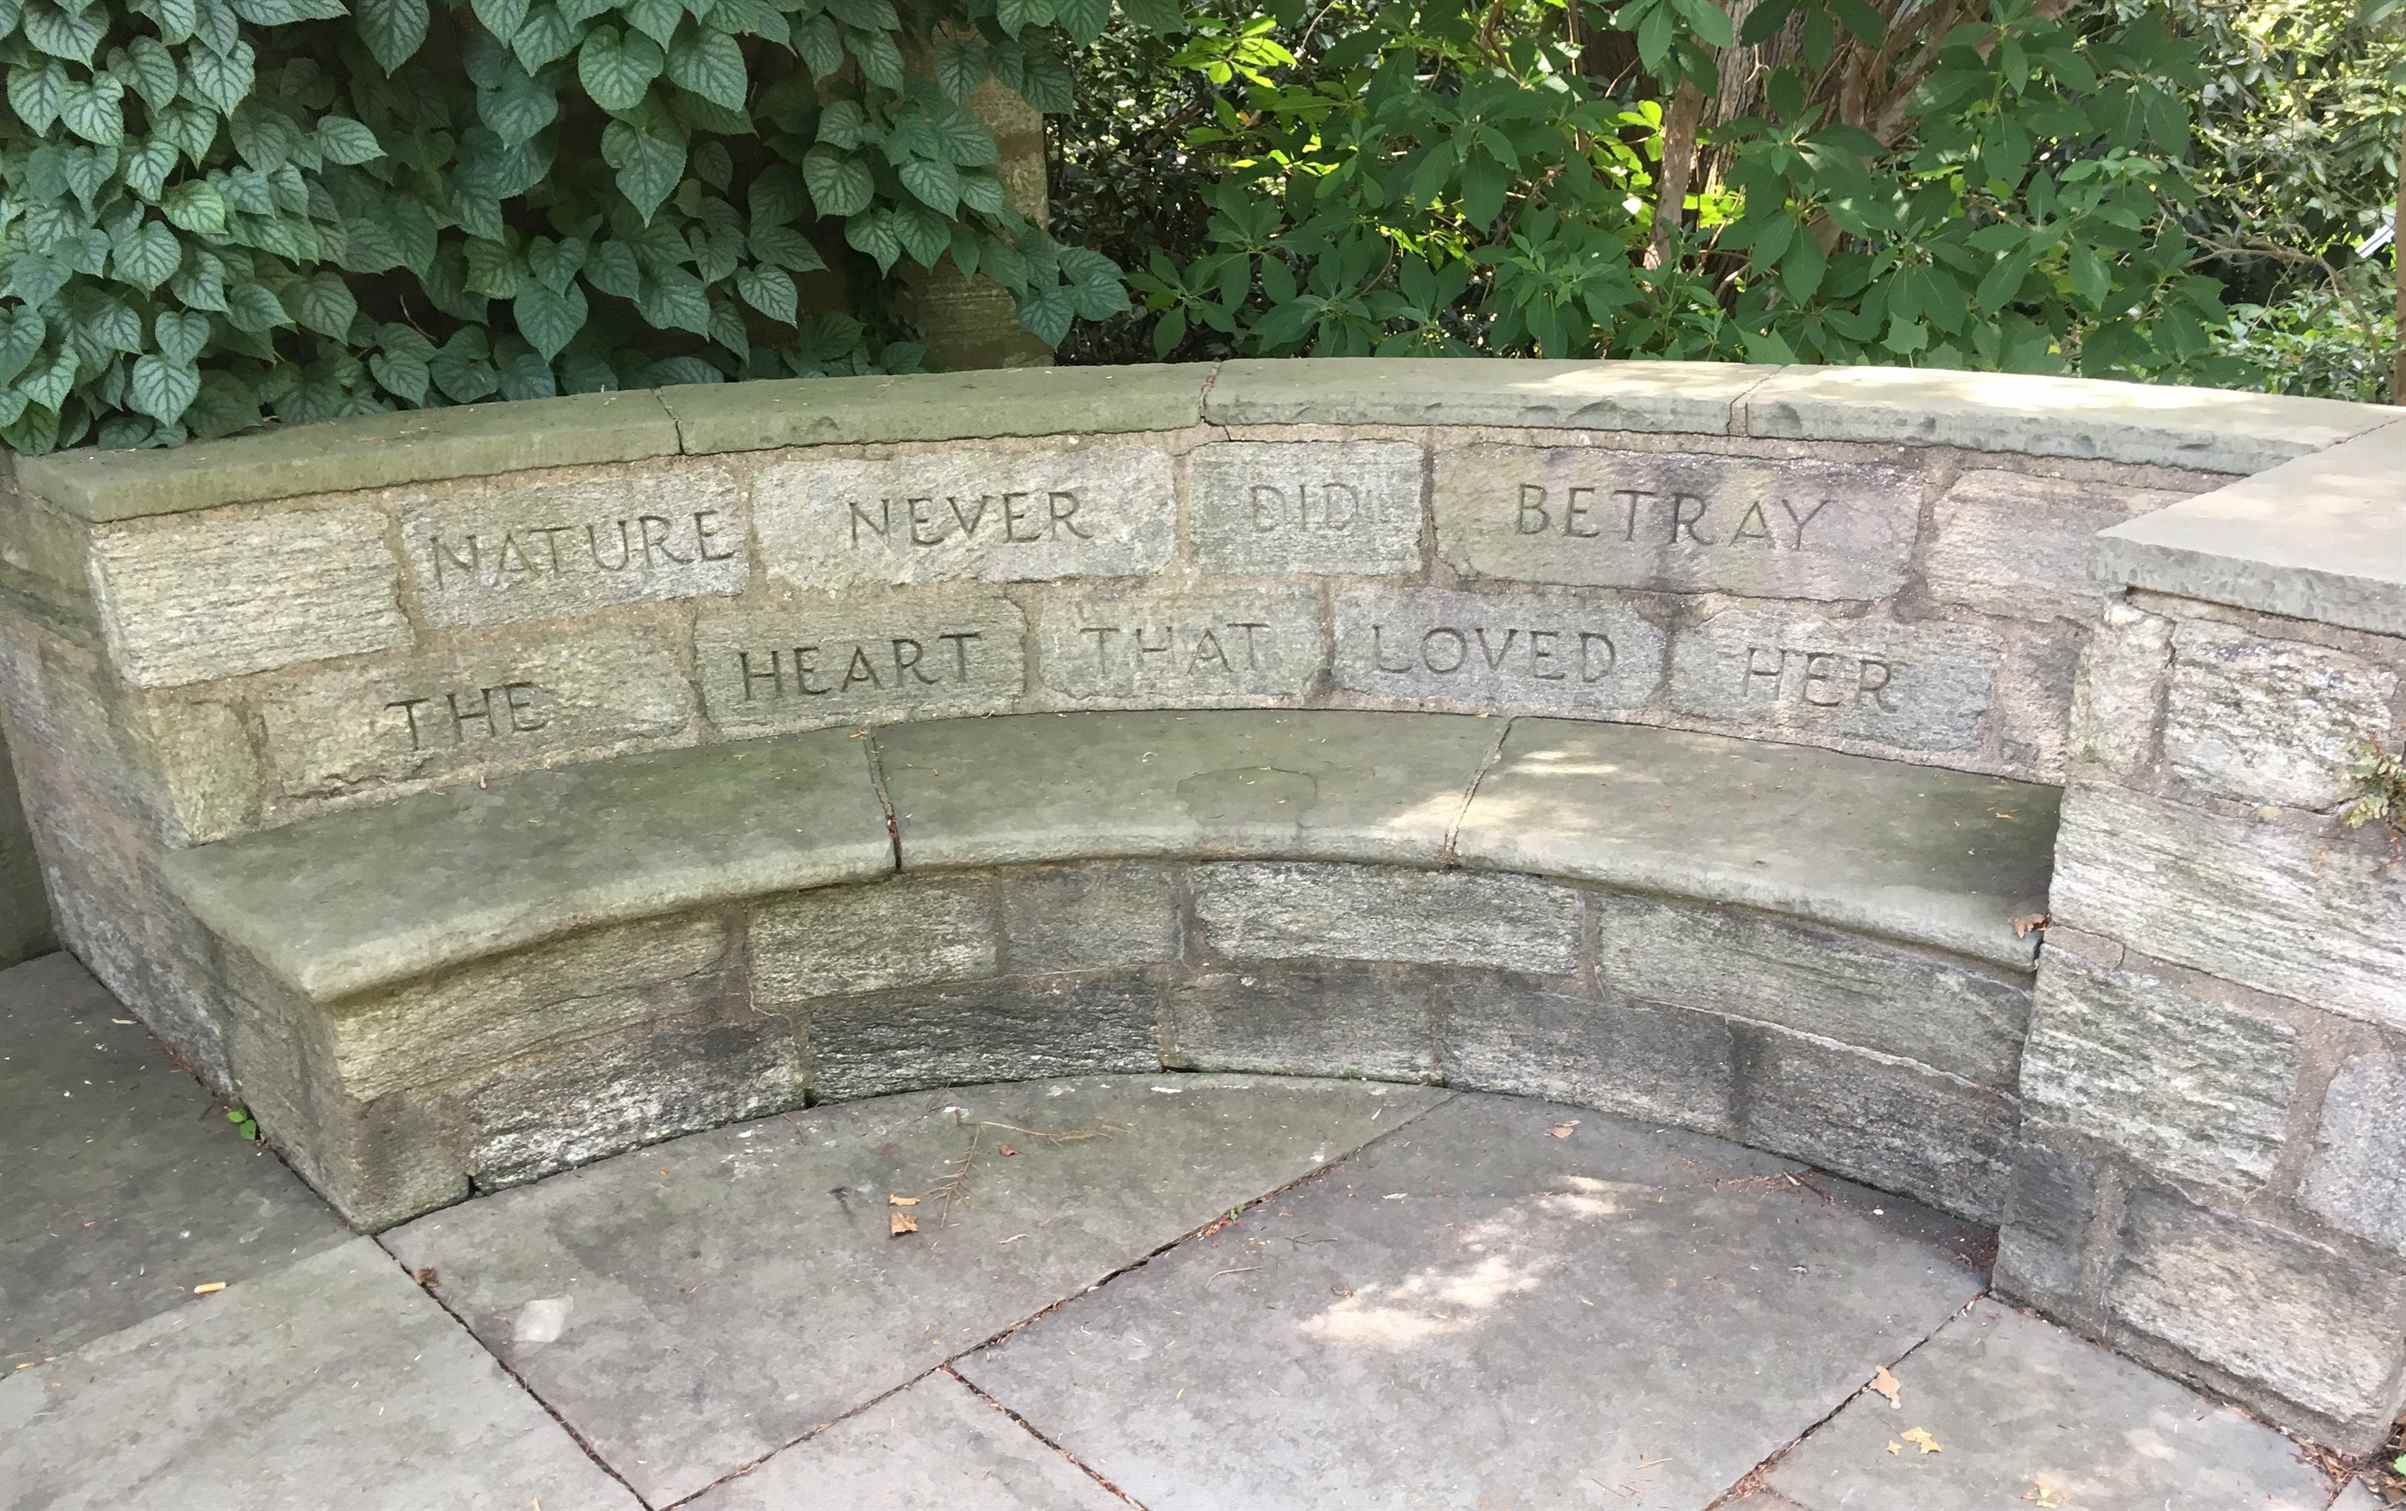 NATURE NEVER DID BETRAY
THE HEART THAT LOVED HER